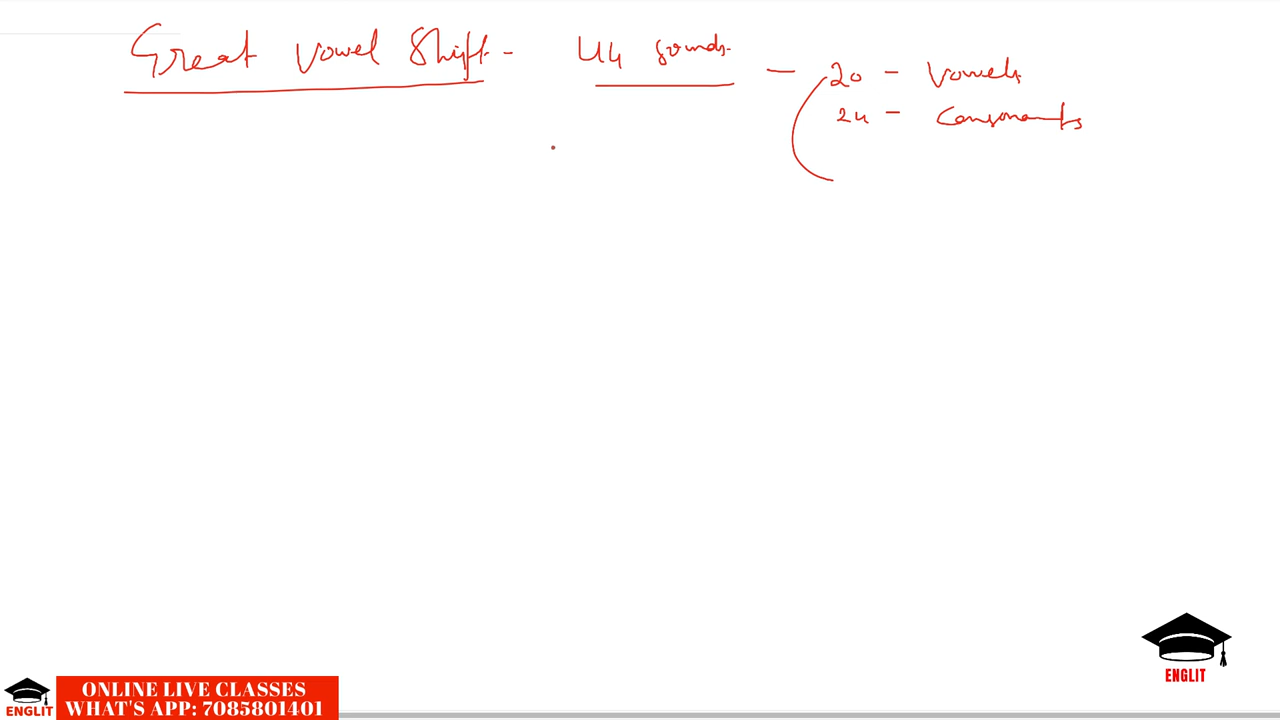 Great Vowel Shift - 44 sounds. - 20 - Vowels
24 - Consonants
ENGLIT
ENGLIT
ONLINE LIVE CLASSES
WHAT'S APP: 7085801401